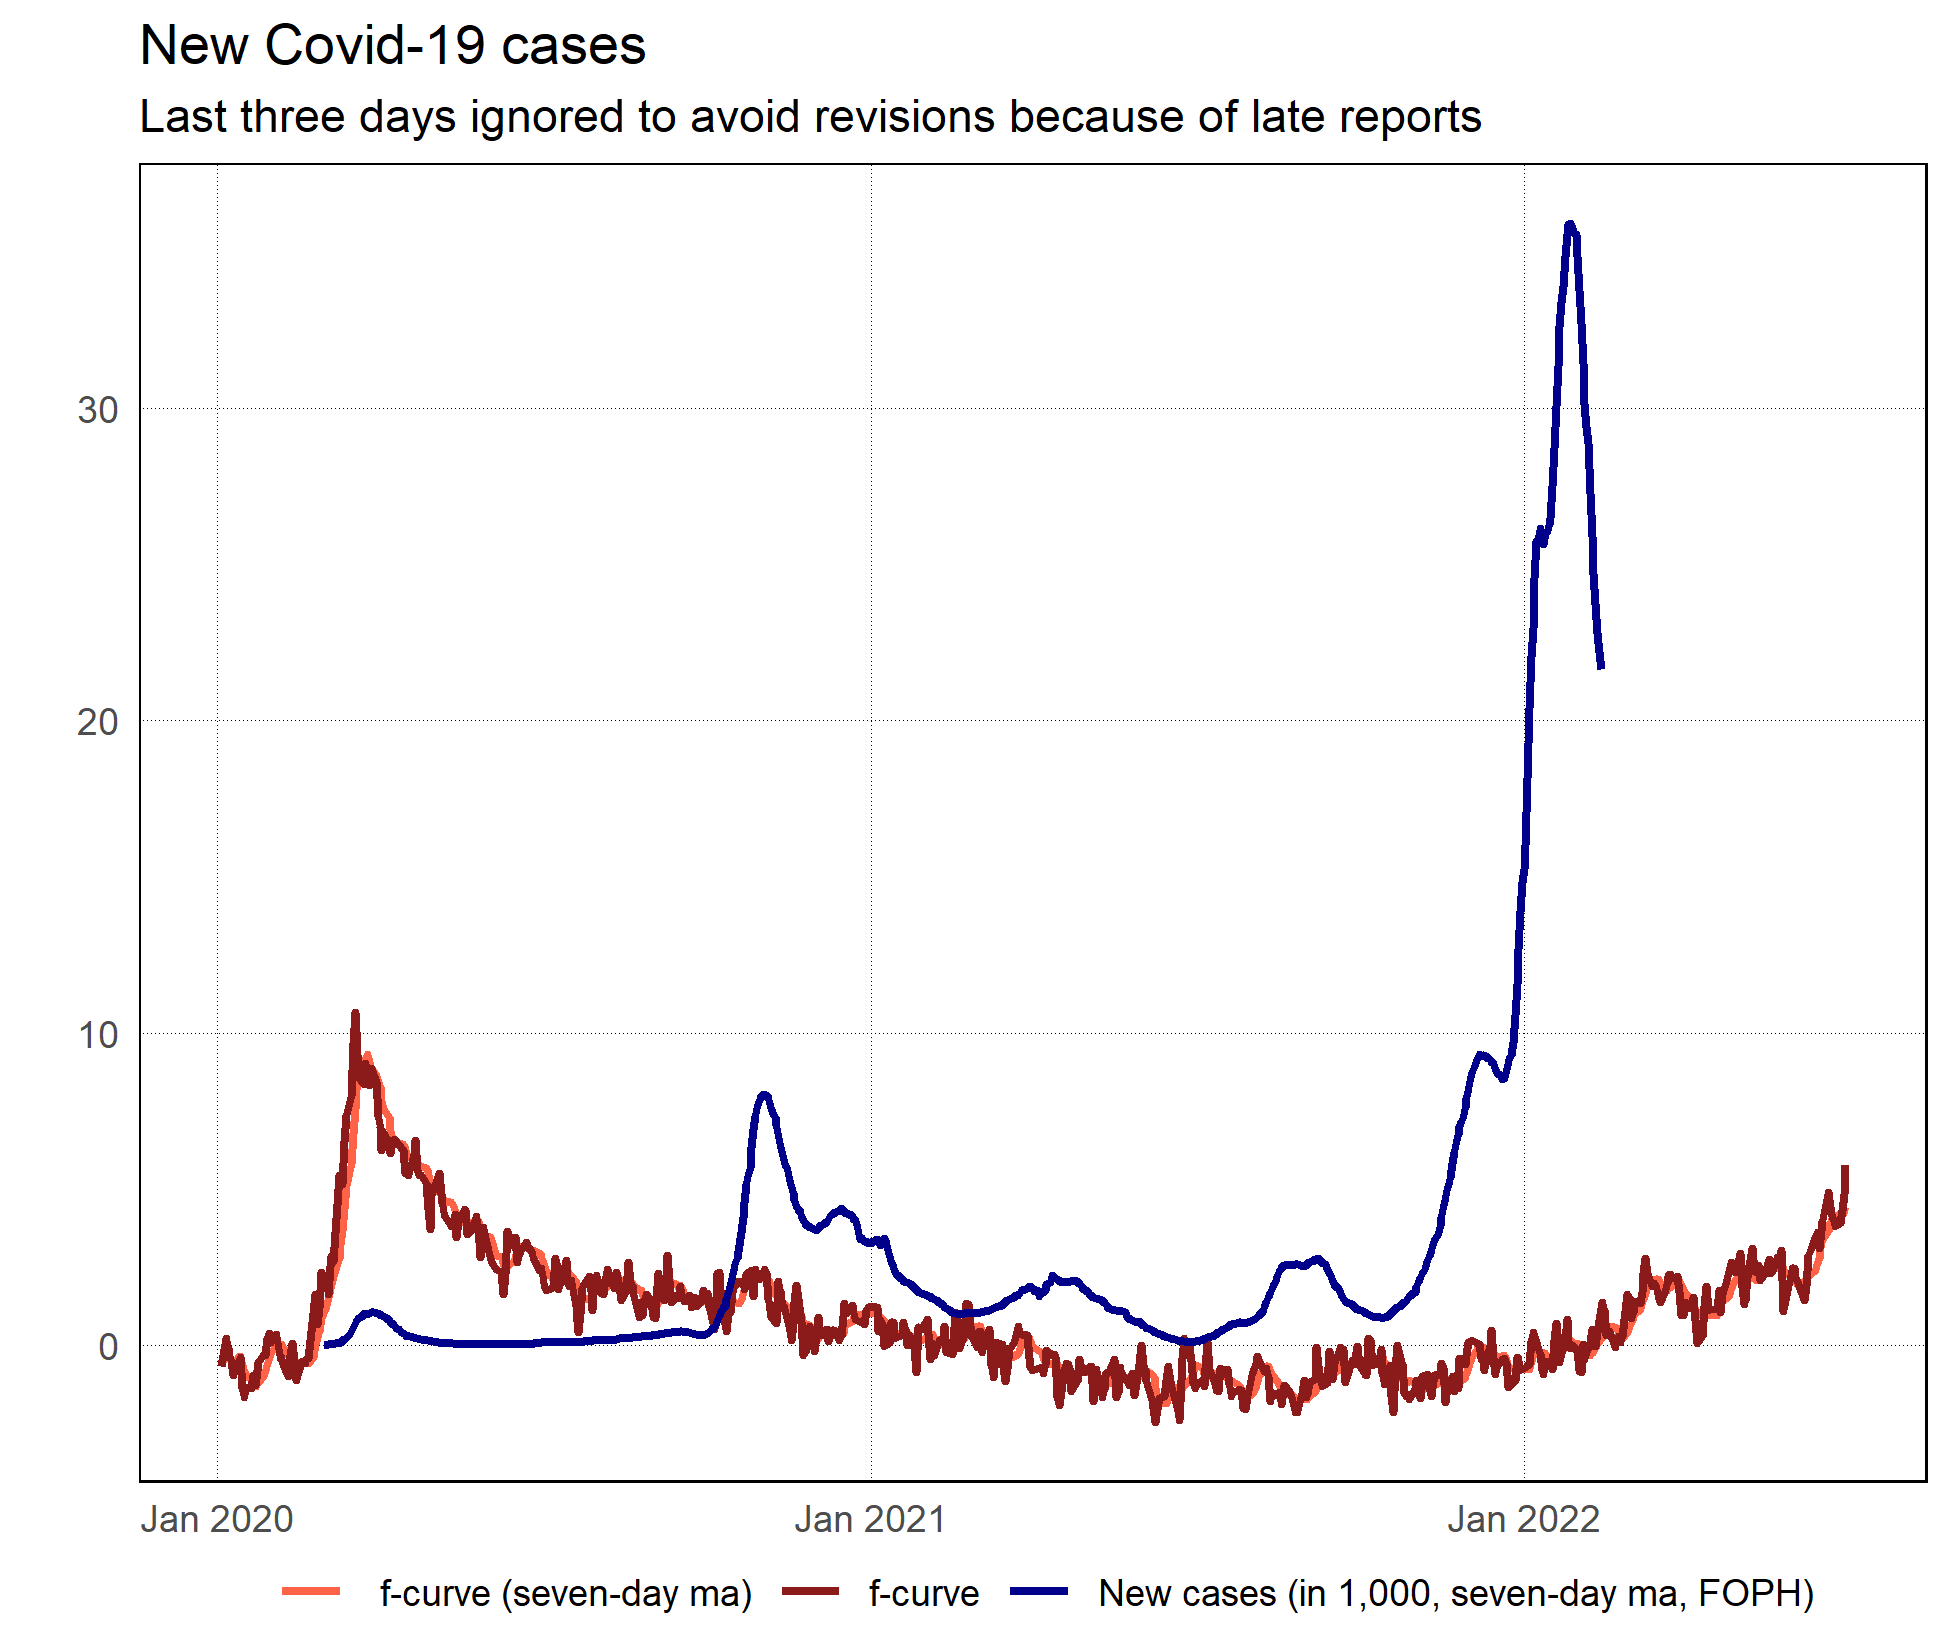 New Covid-19 cases
Last three days ignored to avoid revisions because of late reports
30
20
10
0
Jan 2020 Jan 2021 Jan 2022
f-curve (seven-day ma) f-curve New cases (in 1,000, seven-day ma, FOPH)